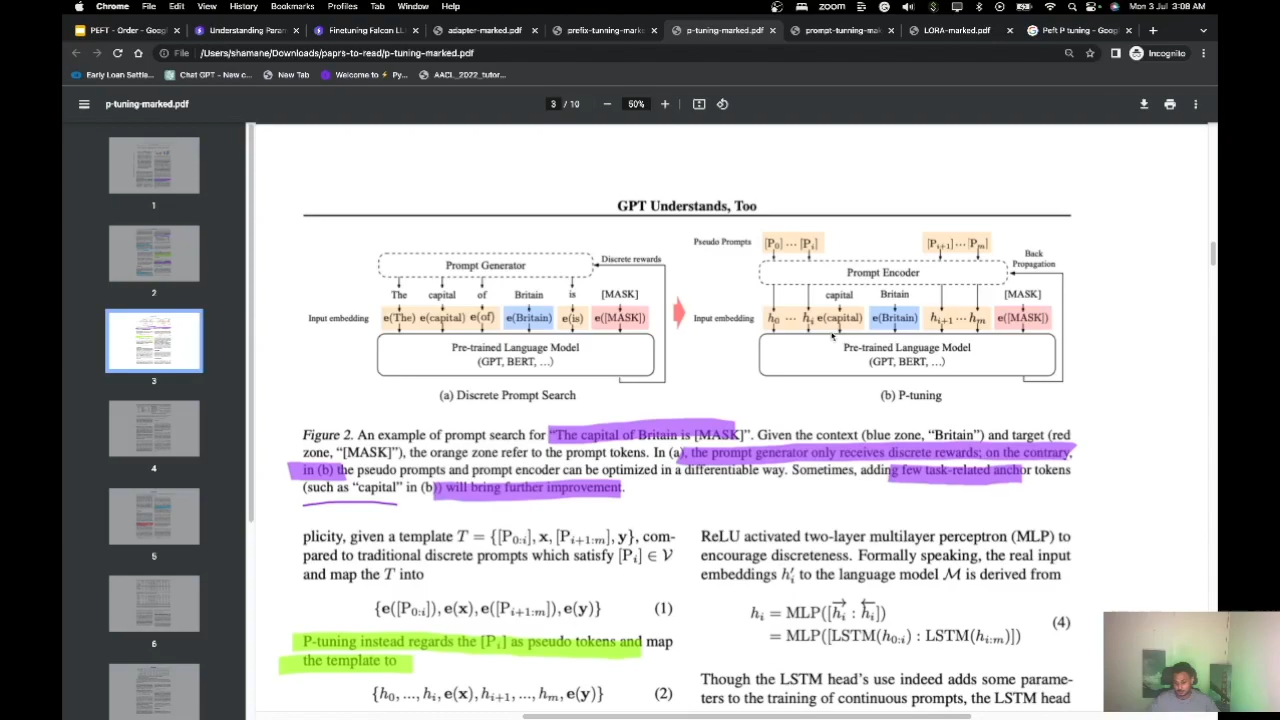 Chrome File Edit View History Bookmarks Profiles Tab Window Help zoom Mon 3 Jul 3:08 AM
PEFT - Order - Googl Understanding Param Finetuning Falcon LL adapter-marked.pdf prefix-tunning-mark p-tuning-marked.pdf prompt-tunning-ma LORA-marked.pdf Peft P tuning - Goog
File /Users/shamane/Downloads/paprs-to-read/p-tuning-marked.pdf Incognito
Early Loan Settle... Chat GPT - New c... New Tab Welcome to Py... AACL_2022_tutor...
p-tuning-marked.pdf 3 / 10 50%
1
2
3
4
5
6
GPT Understands, Too
Prompt Generator
Discrete rewards
The capital of Britain is [MASK]
Input embedding e(The) e(capital) e(of) e(Britain) e(is) e([MASK])
Pre-trained Language Model
(GPT, BERT, ...)
(a) Discrete Prompt Search
Pseudo Prompts [P0] ... [Pi] [Pi+1] ... [Pm]
Back
Propagation
Prompt Encoder
capital Britain [MASK]
Input embedding h0 ... hi e(capital) e(Britain) hi+1 ... hm e([MASK])
Pre-trained Language Model
(GPT, BERT, ...)
(b) P-tuning
Figure 2. An example of prompt search for “The capital of Britain is [MASK]”. Given the context (blue zone, “Britain”) and target (red
zone, “[MASK]”), the orange zone refer to the prompt tokens. In (a), the prompt generator only receives discrete rewards; on the contrary,
in (b) the pseudo prompts and prompt encoder can be optimized in a differentiable way. Sometimes, adding few task-related anchor tokens
(such as “capital” in (b)) will bring further improvement.
plicity, given a template T = {[P0:i], x, [Pi+1:m], y}, com-
pared to traditional discrete prompts which satisfy [Pi] ∈ V
and map the T into
{e([P0:i]), e(x), e([Pi+1:m]), e(y)} (1)
P-tuning instead regards the [Pi] as pseudo tokens and map
the template to
{h0, ..., hi, e(x), hi+1, ..., hm, e(y)} (2)
ReLU activated two-layer multilayer perceptron (MLP) to
encourage discreteness. Formally speaking, the real input
embeddings h′i to the language model M is derived from
hi = MLP([h→i : h←i])
= MLP([LSTM(h0:i) : LSTM(hi:m)]) (4)
Though the LSTM head’s use indeed adds some parame-
ters to the training of continuous prompts, the LSTM head